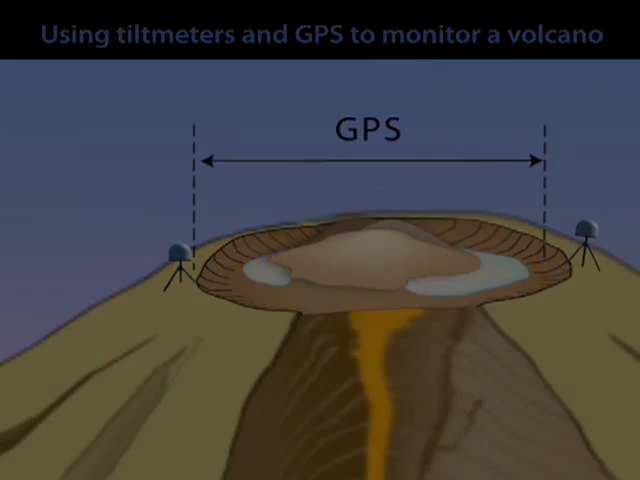 Using tiltmeters and GPS to monitor a volcano
GPS